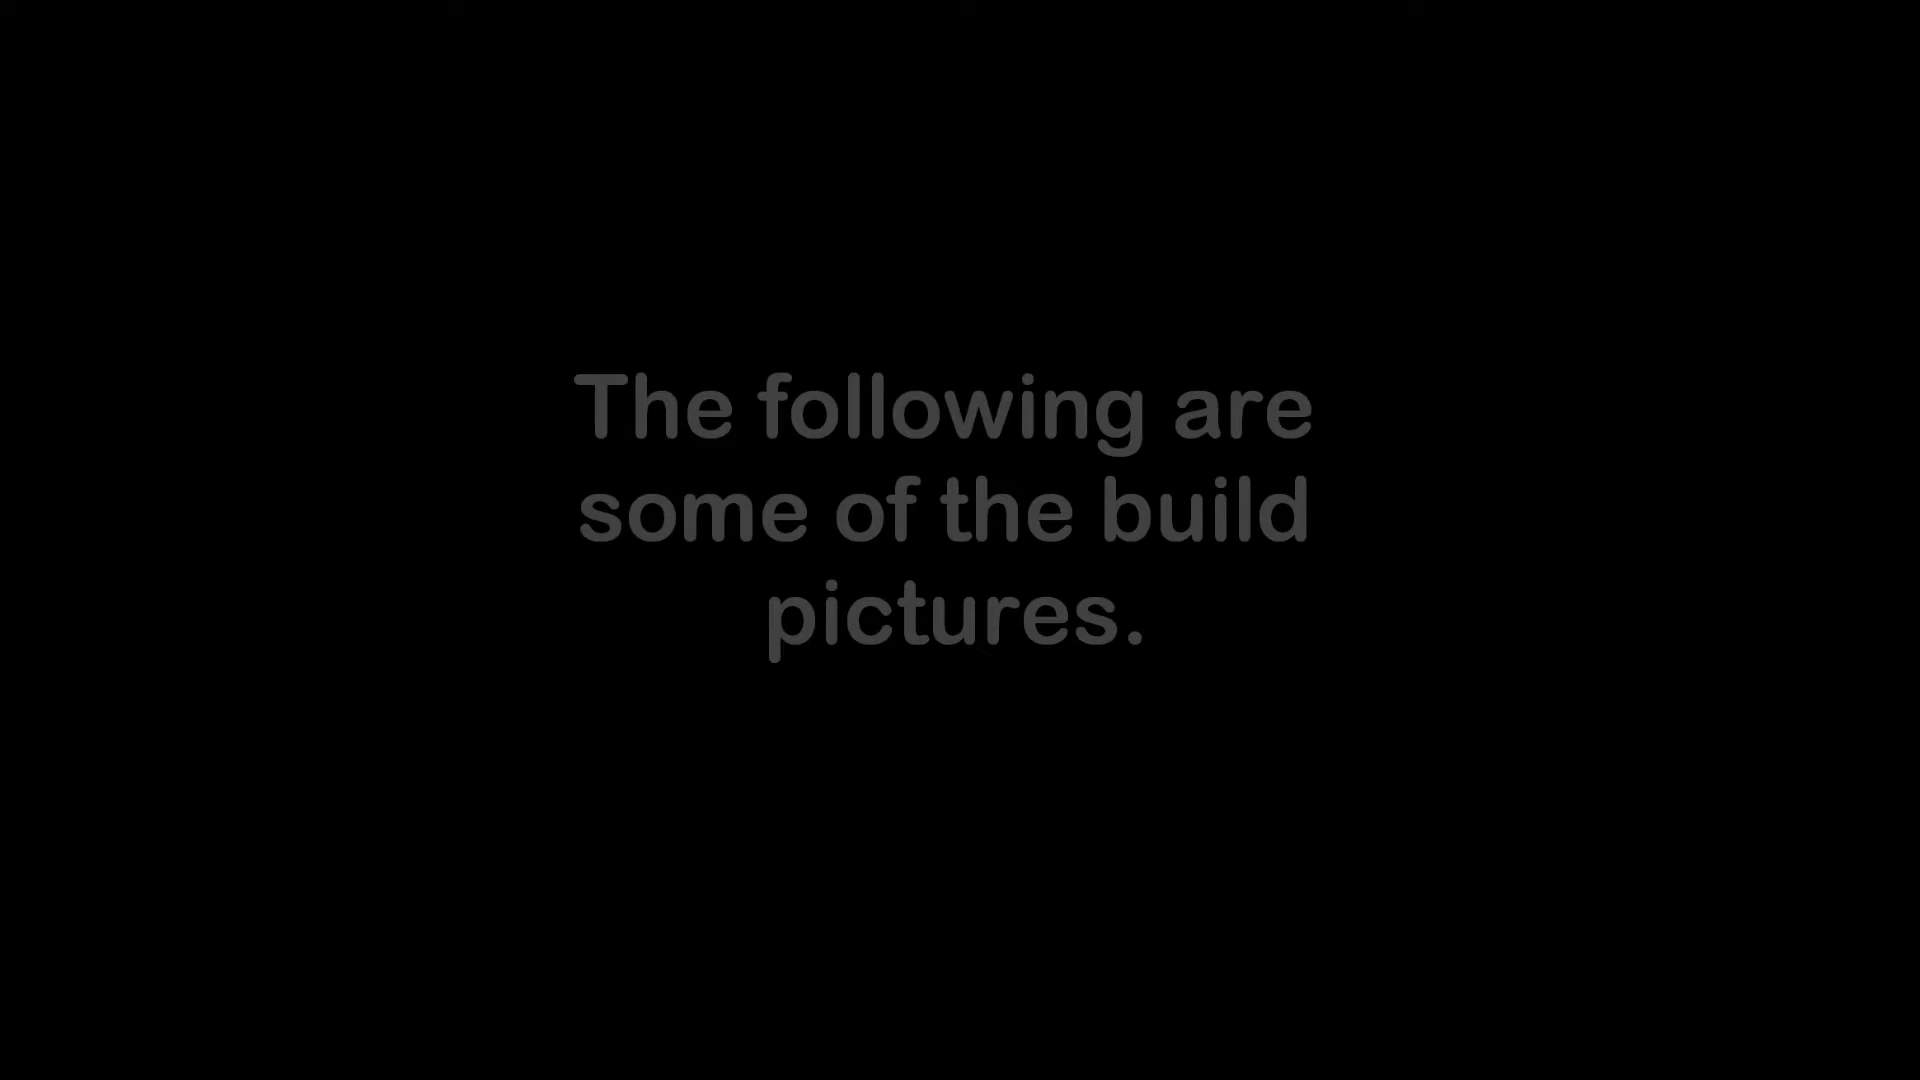 The following are
some of the build
pictures.